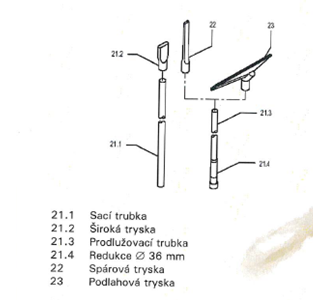 22
23
21.2
21.3
21.1
21.4
21.1 Sací trubka
21.2 Široká tryska
21.3 Prodlužovací trubka
21.4 Redukce ∅ 36 mm
22 Spárová tryska
23 Podlahová tryska